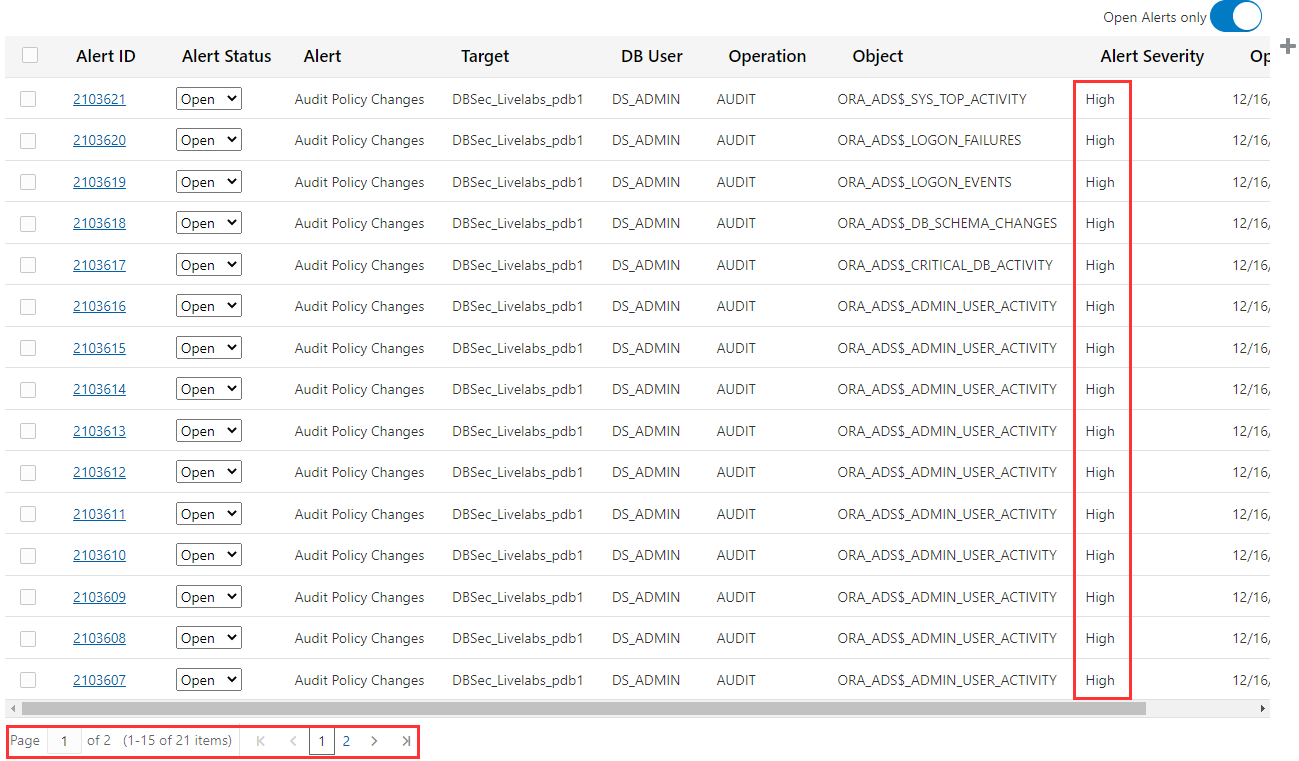 Open Alerts only
Alert ID Alert Status Alert Target DB User Operation Object Alert Severity Op
2103621 Open Audit Policy Changes DBSec_Livelabs_pdb1 DS_ADMIN AUDIT ORA_ADS$_SYS_TOP_ACTIVITY High 12/16/
2103620 Open Audit Policy Changes DBSec_Livelabs_pdb1 DS_ADMIN AUDIT ORA_ADS$_LOGON_FAILURES High 12/16/
2103619 Open Audit Policy Changes DBSec_Livelabs_pdb1 DS_ADMIN AUDIT ORA_ADS$_LOGON_EVENTS High 12/16/
2103618 Open Audit Policy Changes DBSec_Livelabs_pdb1 DS_ADMIN AUDIT ORA_ADS$_DB_SCHEMA_CHANGES High 12/16/
2103617 Open Audit Policy Changes DBSec_Livelabs_pdb1 DS_ADMIN AUDIT ORA_ADS$_CRITICAL_DB_ACTIVITY High 12/16/
2103616 Open Audit Policy Changes DBSec_Livelabs_pdb1 DS_ADMIN AUDIT ORA_ADS$_ADMIN_USER_ACTIVITY High 12/16/
2103615 Open Audit Policy Changes DBSec_Livelabs_pdb1 DS_ADMIN AUDIT ORA_ADS$_ADMIN_USER_ACTIVITY High 12/16/
2103614 Open Audit Policy Changes DBSec_Livelabs_pdb1 DS_ADMIN AUDIT ORA_ADS$_ADMIN_USER_ACTIVITY High 12/16/
2103613 Open Audit Policy Changes DBSec_Livelabs_pdb1 DS_ADMIN AUDIT ORA_ADS$_ADMIN_USER_ACTIVITY High 12/16/
2103612 Open Audit Policy Changes DBSec_Livelabs_pdb1 DS_ADMIN AUDIT ORA_ADS$_ADMIN_USER_ACTIVITY High 12/16/
2103611 Open Audit Policy Changes DBSec_Livelabs_pdb1 DS_ADMIN AUDIT ORA_ADS$_ADMIN_USER_ACTIVITY High 12/16/
2103610 Open Audit Policy Changes DBSec_Livelabs_pdb1 DS_ADMIN AUDIT ORA_ADS$_ADMIN_USER_ACTIVITY High 12/16/
2103609 Open Audit Policy Changes DBSec_Livelabs_pdb1 DS_ADMIN AUDIT ORA_ADS$_ADMIN_USER_ACTIVITY High 12/16/
2103608 Open Audit Policy Changes DBSec_Livelabs_pdb1 DS_ADMIN AUDIT ORA_ADS$_ADMIN_USER_ACTIVITY High 12/16/
2103607 Open Audit Policy Changes DBSec_Livelabs_pdb1 DS_ADMIN AUDIT ORA_ADS$_ADMIN_USER_ACTIVITY High 12/16/
Page 1 of 2 (1-15 of 21 items) 1 2